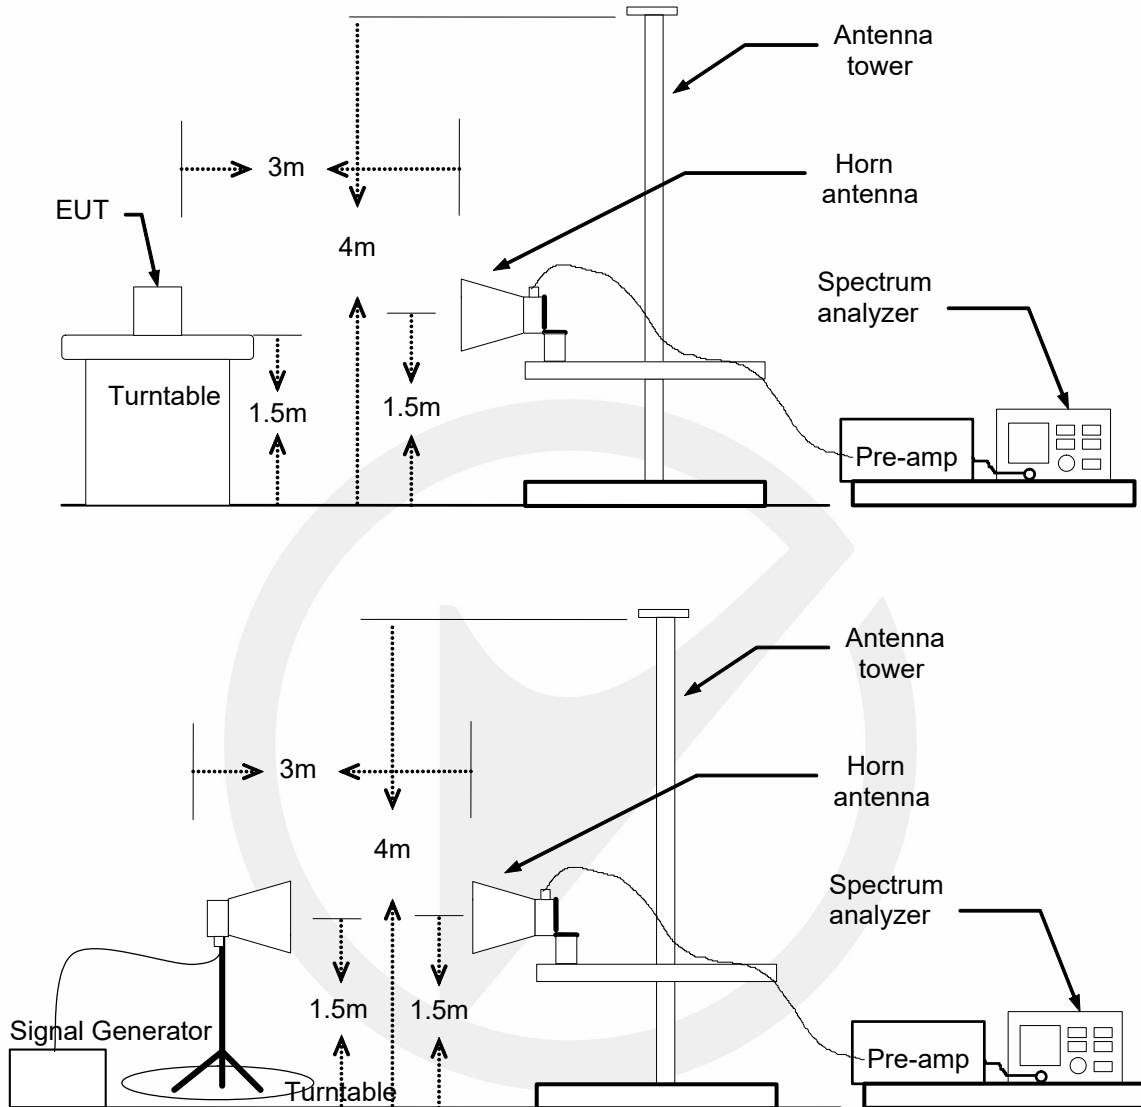 Antenna
tower
3m
Horn
antenna
EUT
4m
Spectrum
analyzer
Turntable
1.5m
1.5m
Pre-amp
Antenna
tower
3m
Horn
antenna
4m
Spectrum
analyzer
1.5m
1.5m
Signal Generator
Pre-amp
Turntable